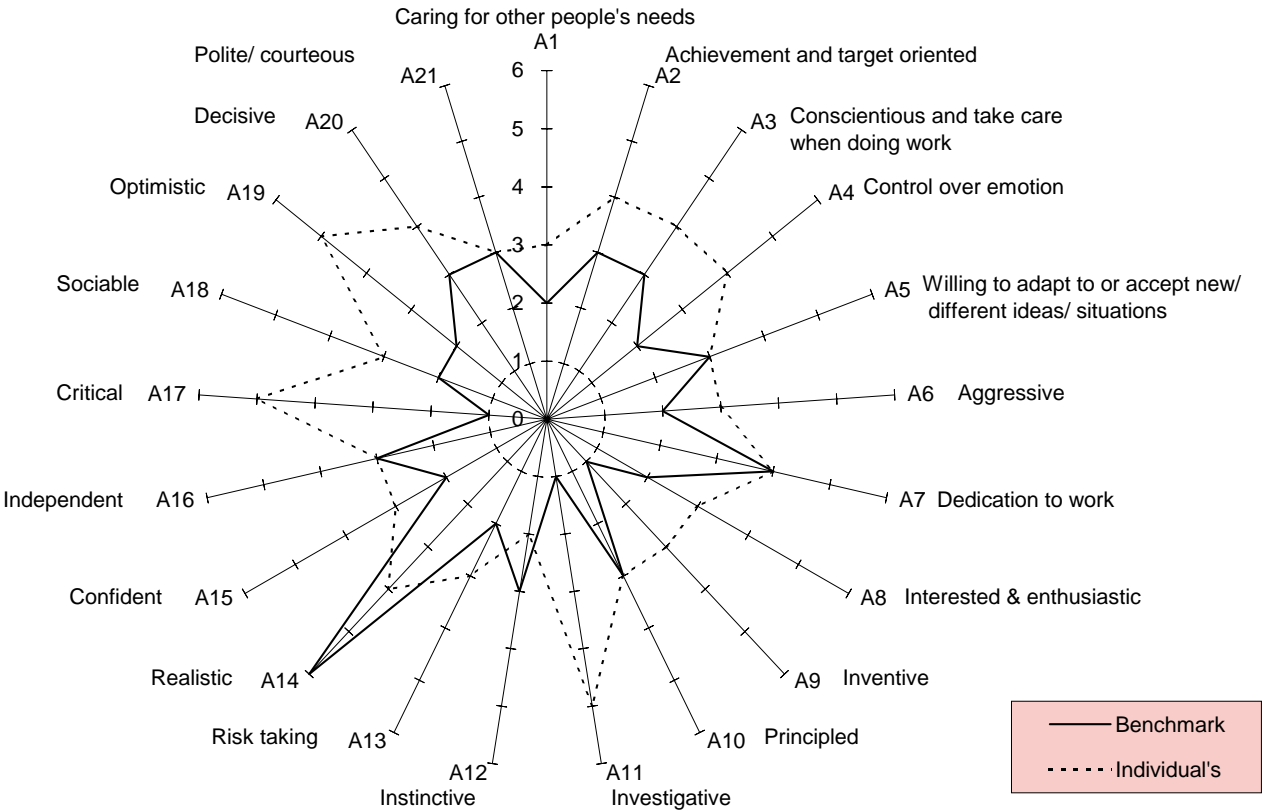 Caring for other people's needs
A1
Polite/ courteous
A21
A2
Achievement and target oriented
Decisive
A20
A3
Conscientious and take care
when doing work
Optimistic
A19
A4
Control over emotion
Sociable
A18
A5
Willing to adapt to or accept new/
different ideas/ situations
Critical
A17
A6
Aggressive
Independent
A16
A7
Dedication to work
Confident
A15
A8
Interested & enthusiastic
Realistic
A14
A9
Inventive
Risk taking
A13
A10
Principled
A12
Instinctive
A11
Investigative
6
5
4
3
2
1
0
Benchmark
Individual's